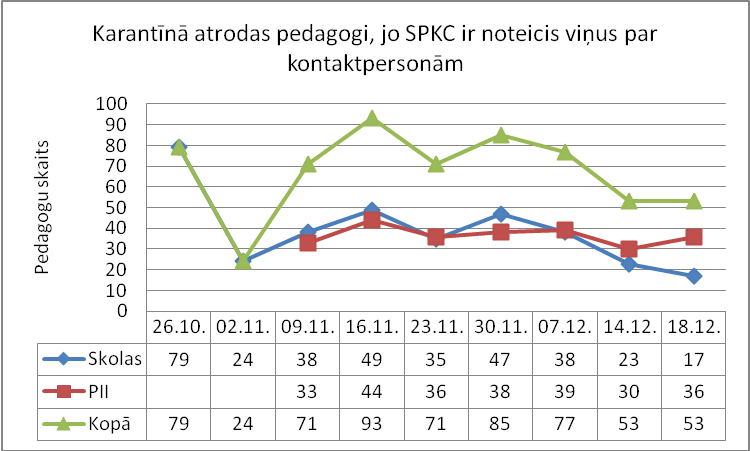 Karantīnā atrodas pedagogi, jo SPKC ir noteicis viņus par
kontaktpersonām
Pedagogu skaits
100
90
80
70
60
50
40
30
20
10
0
26.10. 02.11. 09.11. 16.11. 23.11. 30.11. 07.12. 14.12. 18.12.
Skolas 79 24 38 49 35 47 38 23 17
PII 33 44 36 38 39 30 36
Kopā 79 24 71 93 71 85 77 53 53